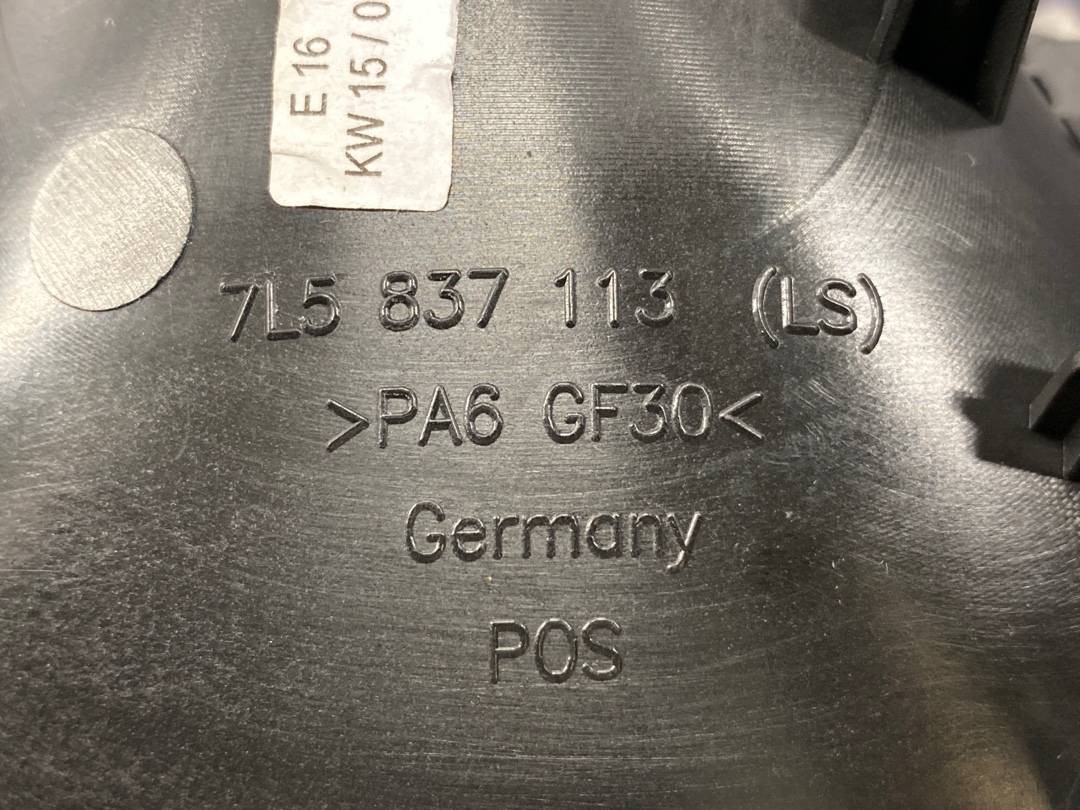 E 16
KW 15 / 0
7L5 837 113 (LS)
>PA6 GF30<
Germany
POS